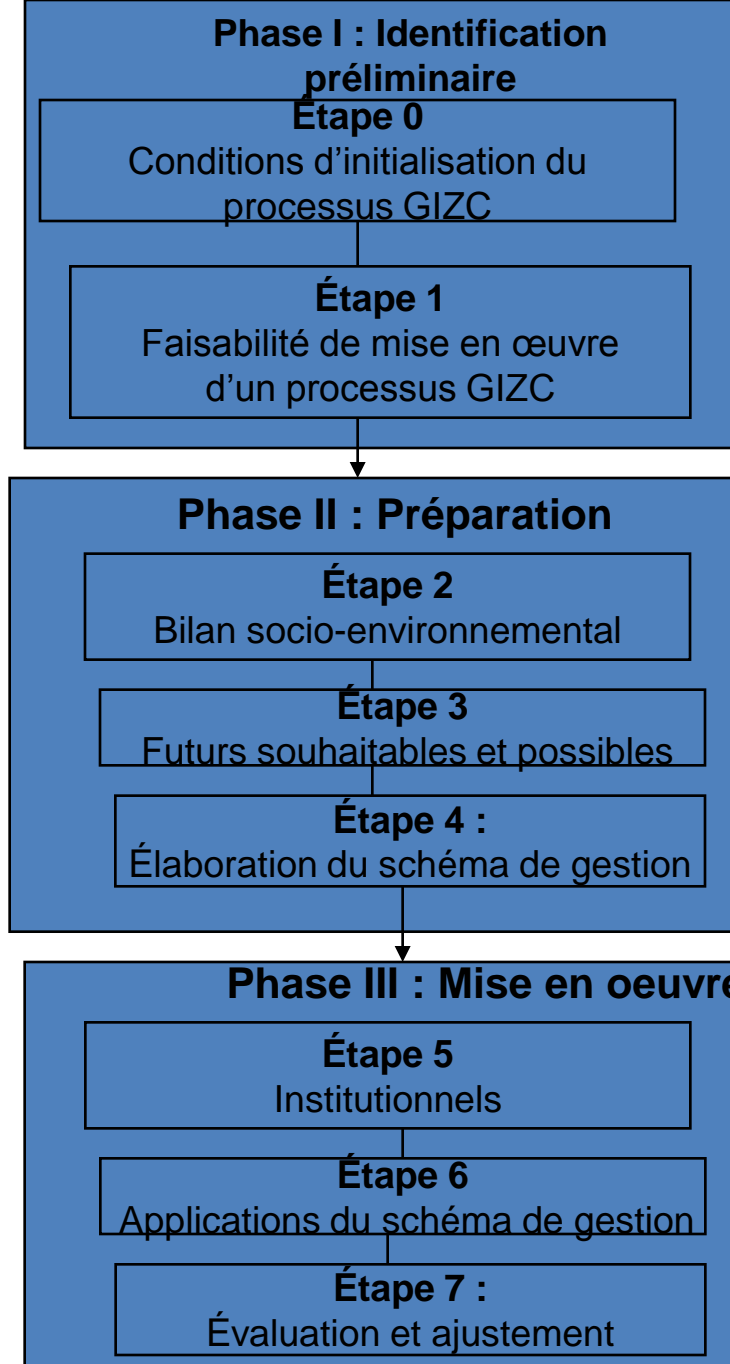 Phase I : Identification
préliminaire
Étape 0
Conditions d’initialisation du
processus GIZC
Étape 1
Faisabilité de mise en œuvre
d’un processus GIZC
Phase II : Préparation
Étape 2
Bilan socio-environnemental
Étape 3
Futurs souhaitables et possibles
Étape 4 :
Élaboration du schéma de gestion
Phase III : Mise en oeuvre
Étape 5
Institutionnels
Étape 6
Applications du schéma de gestion
Étape 7 :
Évaluation et ajustement